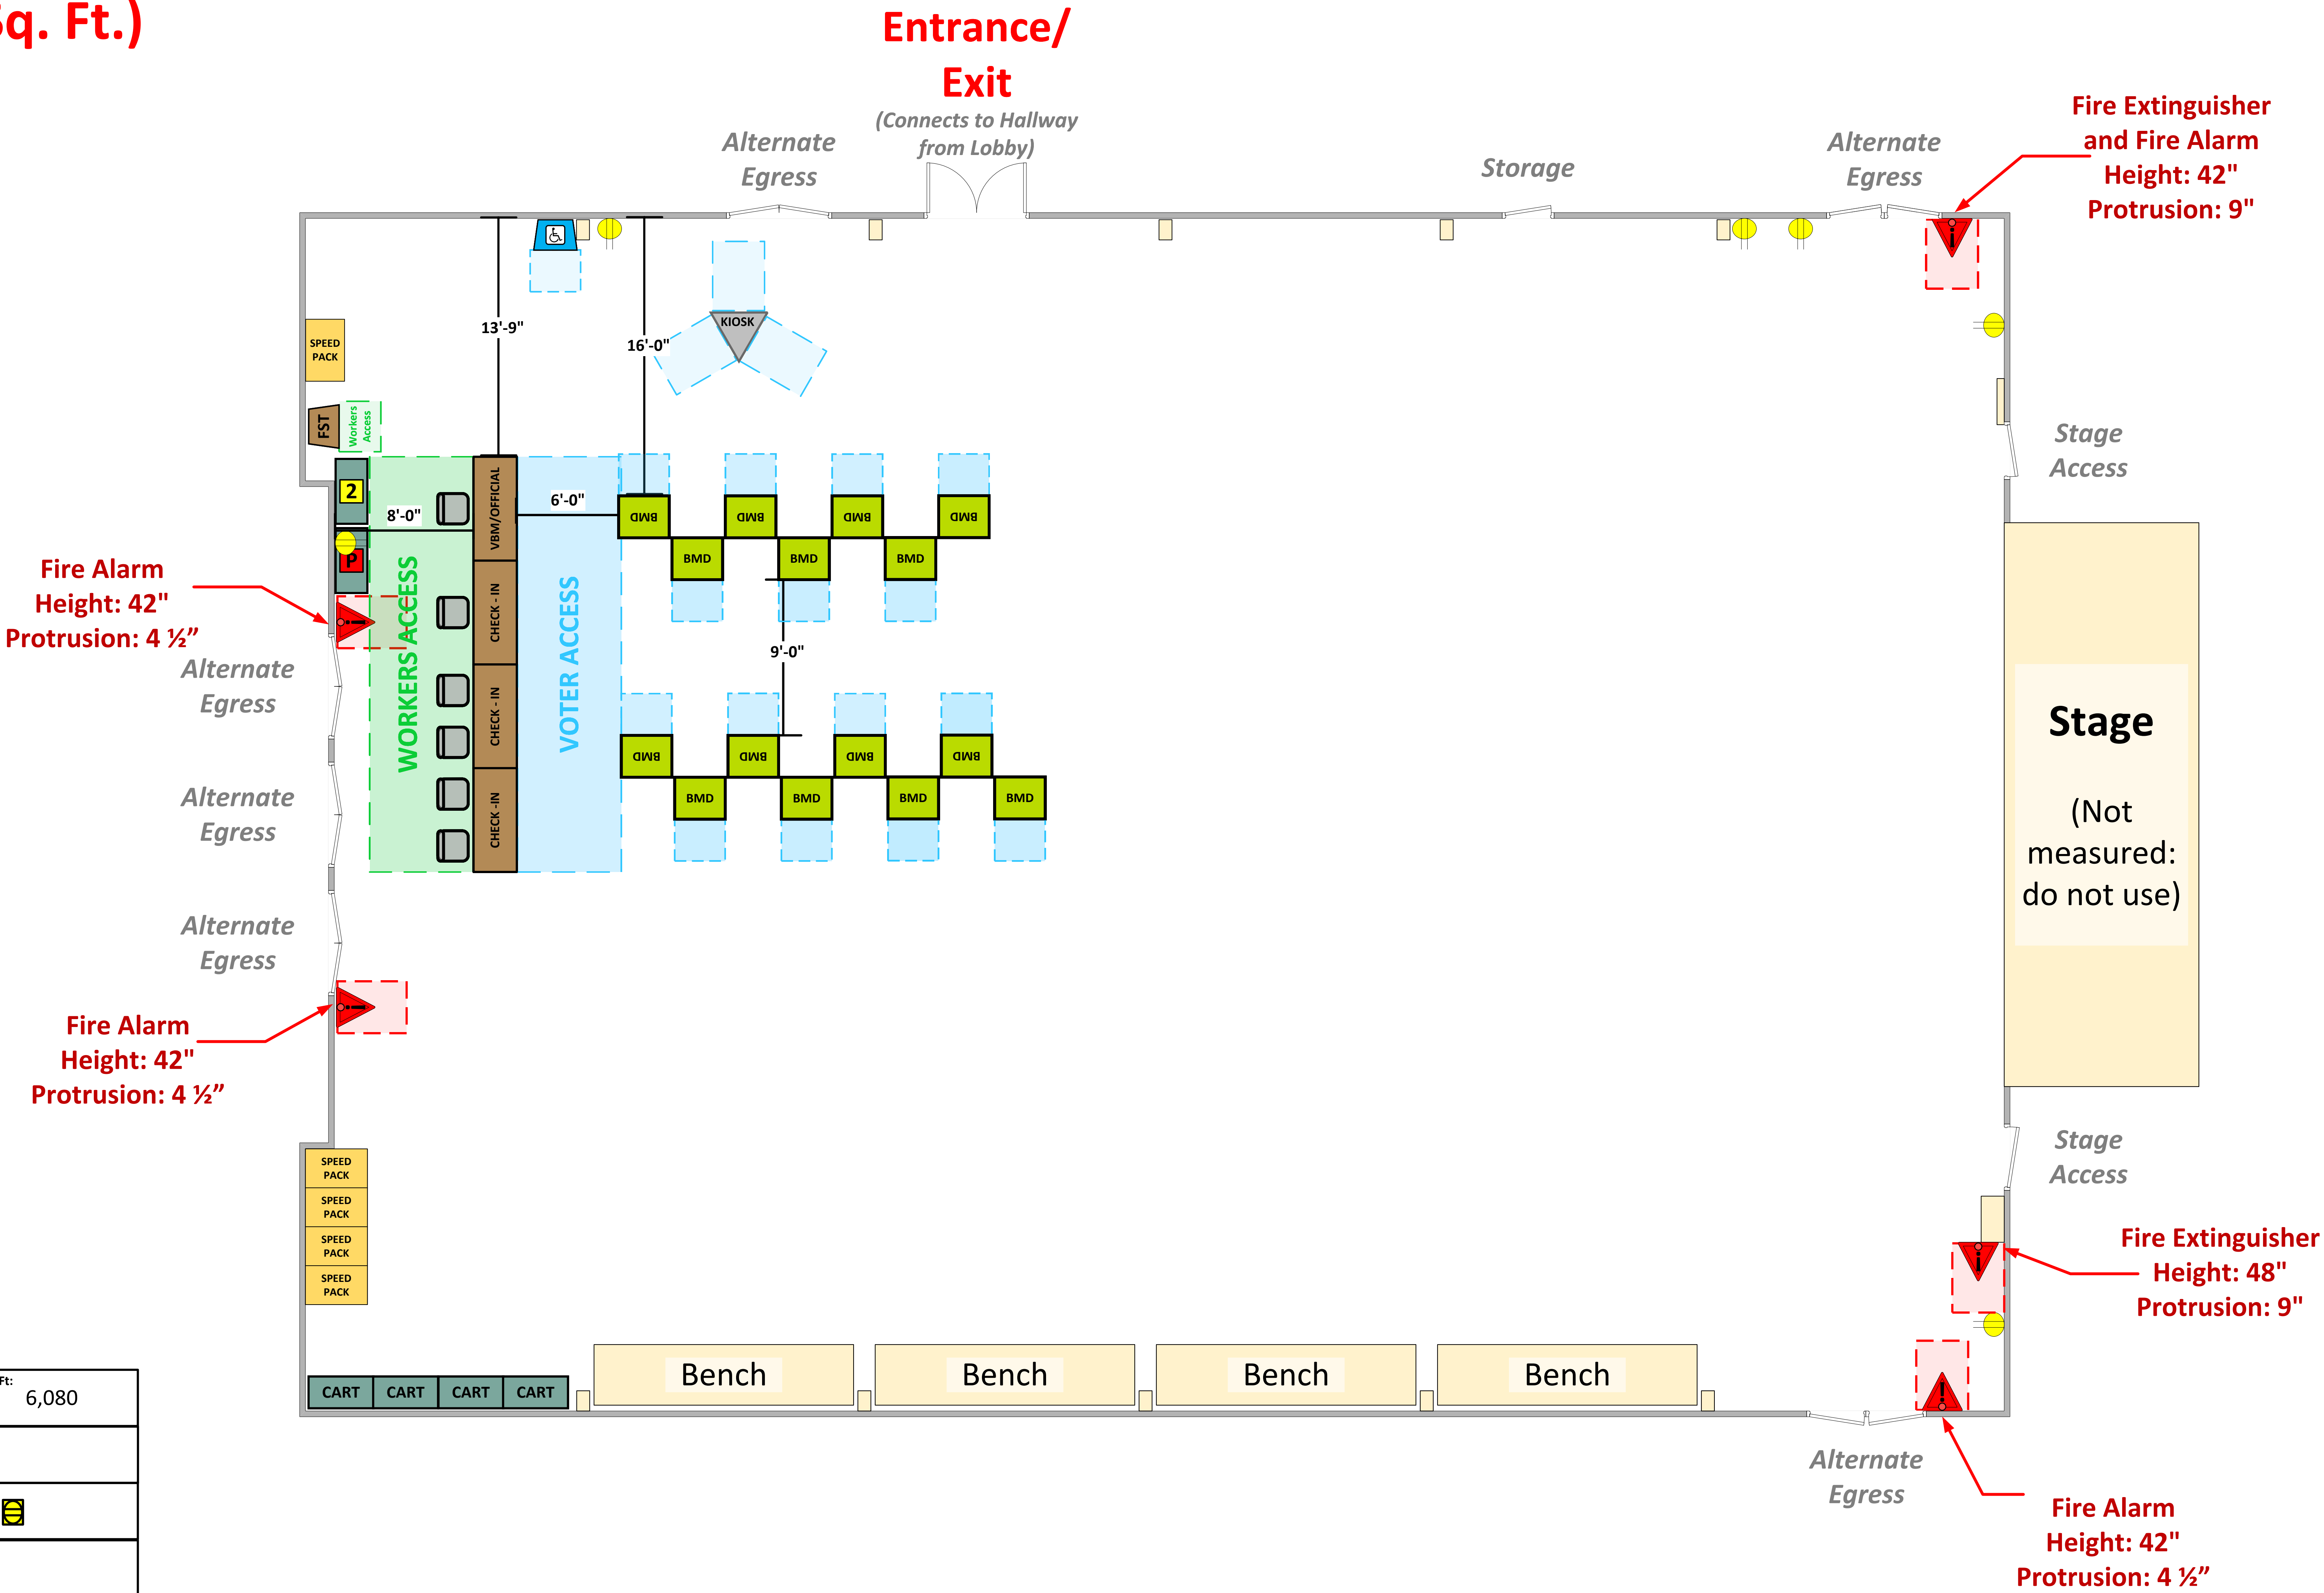 Sq. Ft.)
Entrance/
Exit
(Connects to Hallway
from Lobby)
Alternate
Egress
Storage
Alternate
Egress
Fire Extinguisher
and Fire Alarm
Height: 42"
Protrusion: 9"
SPEED
PACK
13'-9"
16'-0"
KIOSK
FST
Workers
Access
2
8'-0"
VBM/OFFICIAL
6'-0"
BMD
BMD
BMD
BMD
BMD
BMD
BMD
P
Fire Alarm
Height: 42"
Protrusion: 4 ½”
WORKERS ACCESS
CHECK - IN
CHECK - IN
CHECK -IN
VOTER ACCESS
9'-0"
BMD
BMD
BMD
BMD
BMD
BMD
BMD
BMD
Alternate
Egress
Alternate
Egress
Alternate
Egress
Fire Alarm
Height: 42"
Protrusion: 4 ½”
Stage
Access
Stage
(Not
measured:
do not use)
Stage
Access
SPEED
PACK
SPEED
PACK
SPEED
PACK
SPEED
PACK
Fire Extinguisher
Height: 48"
Protrusion: 9"
CART
CART
CART
CART
Bench
Bench
Bench
Bench
Alternate
Egress
Fire Alarm
Height: 42"
Protrusion: 4 ½”
Ft:
6,080